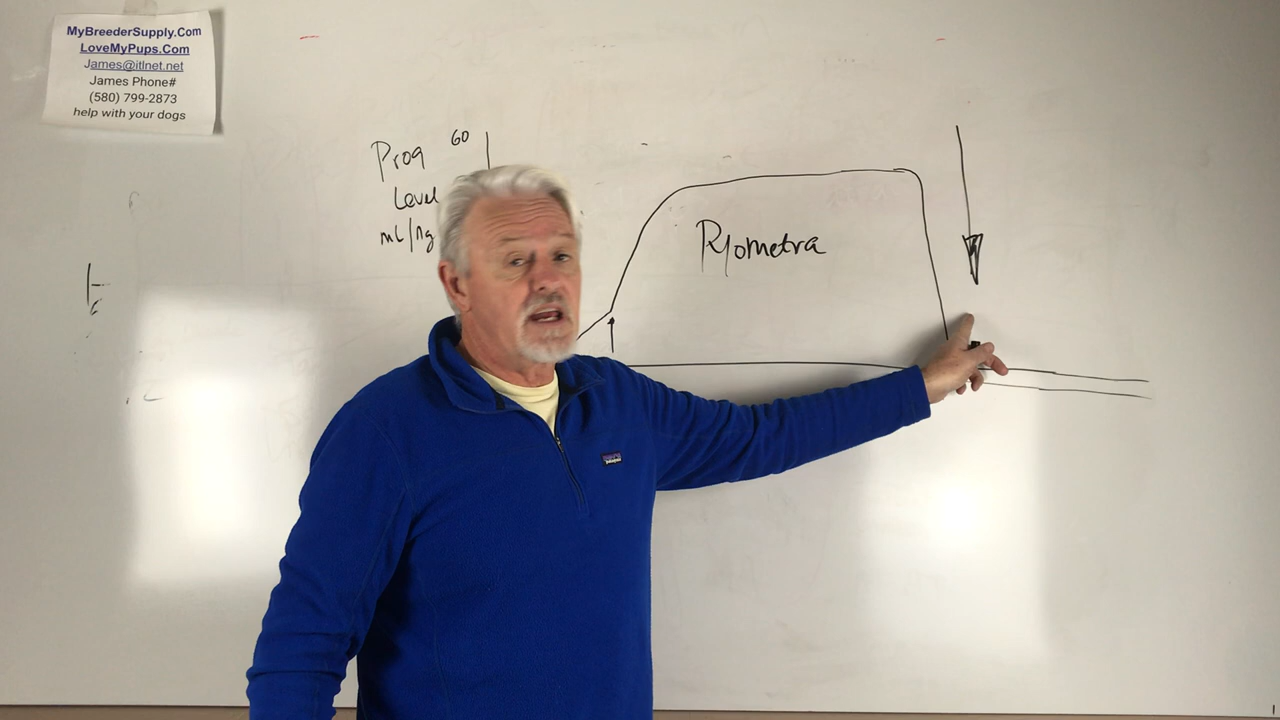 MyBreederSupply.Com
LoveMyPups.Com
James@itlnet.net
James Phone#
(580) 799-2873
help with your dogs
Prog 60
Level
mL/ng
Pyometra
patagonia